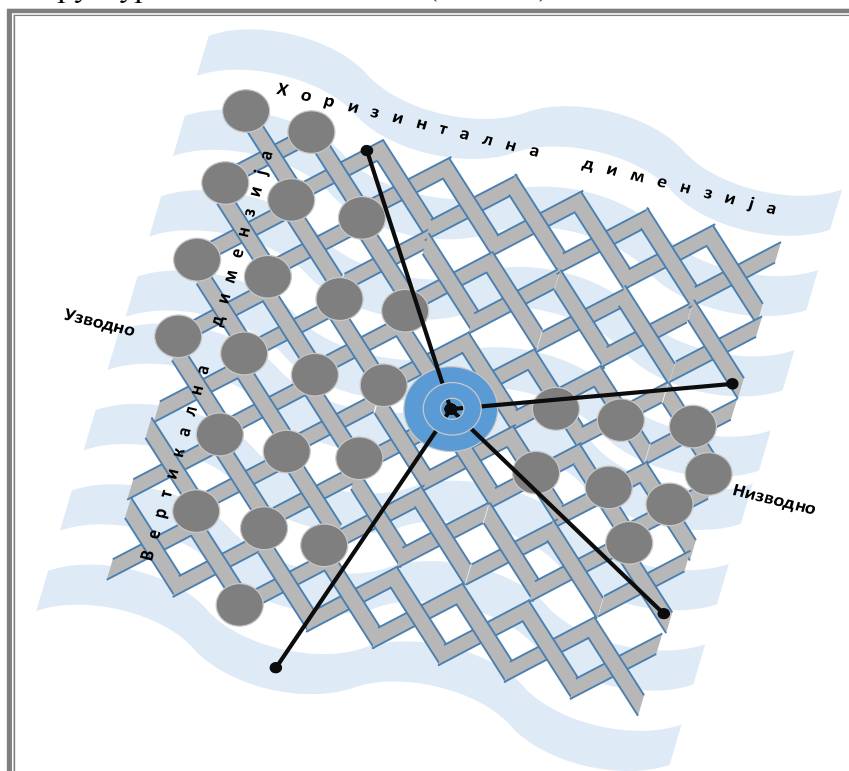 Хоризинтална димензија
Вертикална димензија
Узводно
Низводно